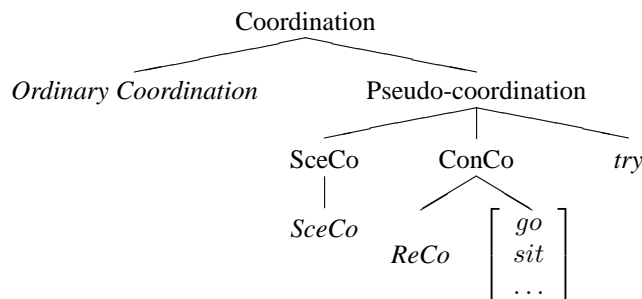 Coordination
Ordinary Coordination Pseudo-coordination
SceCo ConCo try
SceCo ReCo go
sit
...